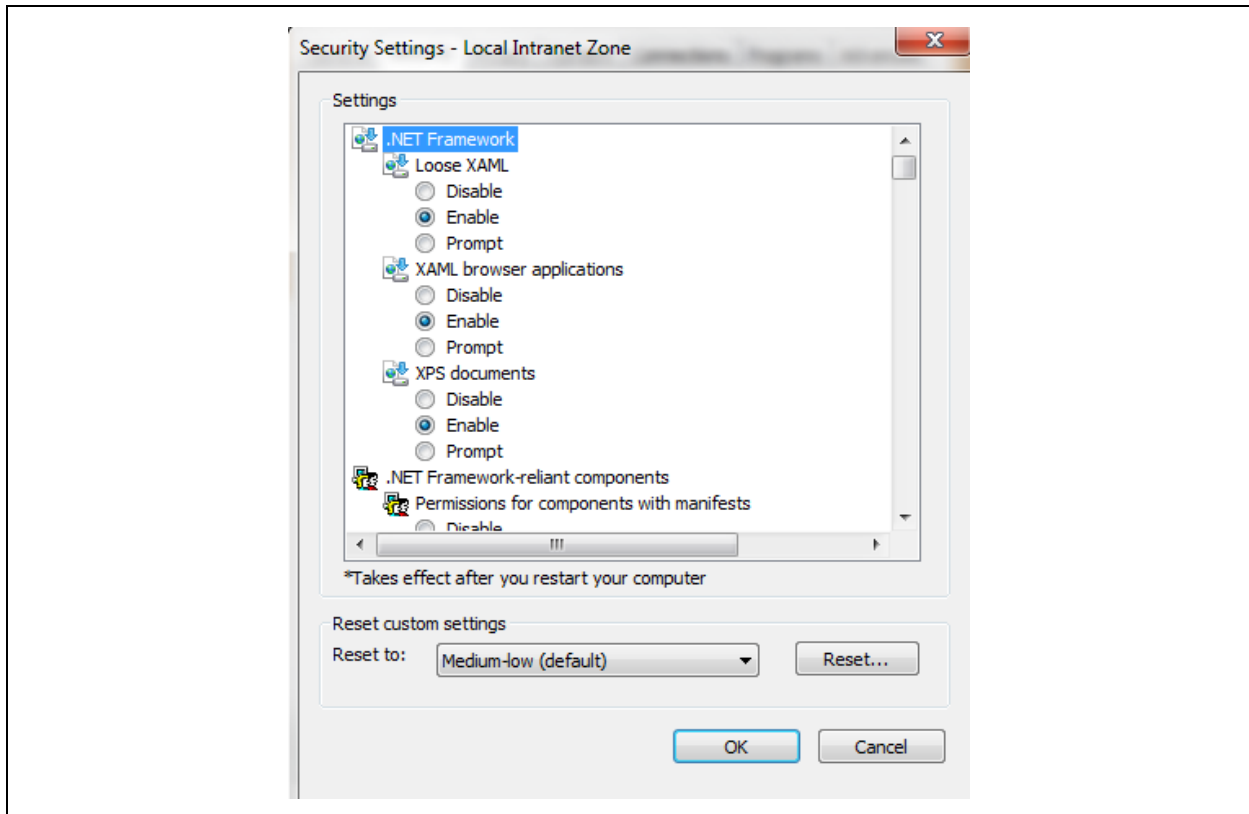 Security Settings - Local Intranet Zone
Settings
.NET Framework
Loose XAML
Disable
Enable
Prompt
XAML browser applications
Disable
Enable
Prompt
XPS documents
Disable
Enable
Prompt
.NET Framework-reliant components
Permissions for components with manifests
Disable
*Takes effect after you restart your computer
Reset custom settings
Reset to: Medium-low (default) Reset...
OK Cancel